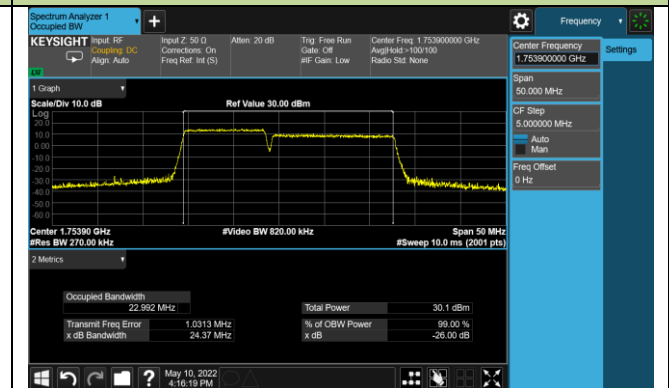 Spectrum Analyzer 1
Occupied BW
+
Frequency
KEYSIGHT
Input: RF
Coupling: DC
Align: Auto
Input Z: 50 Ω
Corrections: On
Freq Ref: Int (S)
Atten: 20 dB
Trig: Free Run
Gate: Off
#IF Gain: Low
Center Freq: 1.753900000 GHz
Avg|Hold:>100/100
Radio Std: None
Center Frequency
1.753900000 GHz
Settings
Span
50.000 MHz
CF Step
5.000000 MHz
Auto
Man
Freq Offset
0 Hz
1 Graph
Scale/Div 10.0 dB
Ref Value 30.00 dBm
Log
20.0
10.0
0.00
-10.0
-20.0
-30.0
-40.0
-50.0
-60.0
Center 1.75390 GHz
#Video BW 820.00 kHz
Span 50 MHz
#Res BW 270.00 kHz
#Sweep 10.0 ms (2001 pts)
2 Metrics
Occupied Bandwidth
22.992 MHz
Total Power
30.1 dBm
Transmit Freq Error
1.0313 MHz
% of OBW Power
99.00 %
x dB Bandwidth
24.37 MHz
x dB
-26.00 dB
?
May 10, 2022
4:16:19 PM